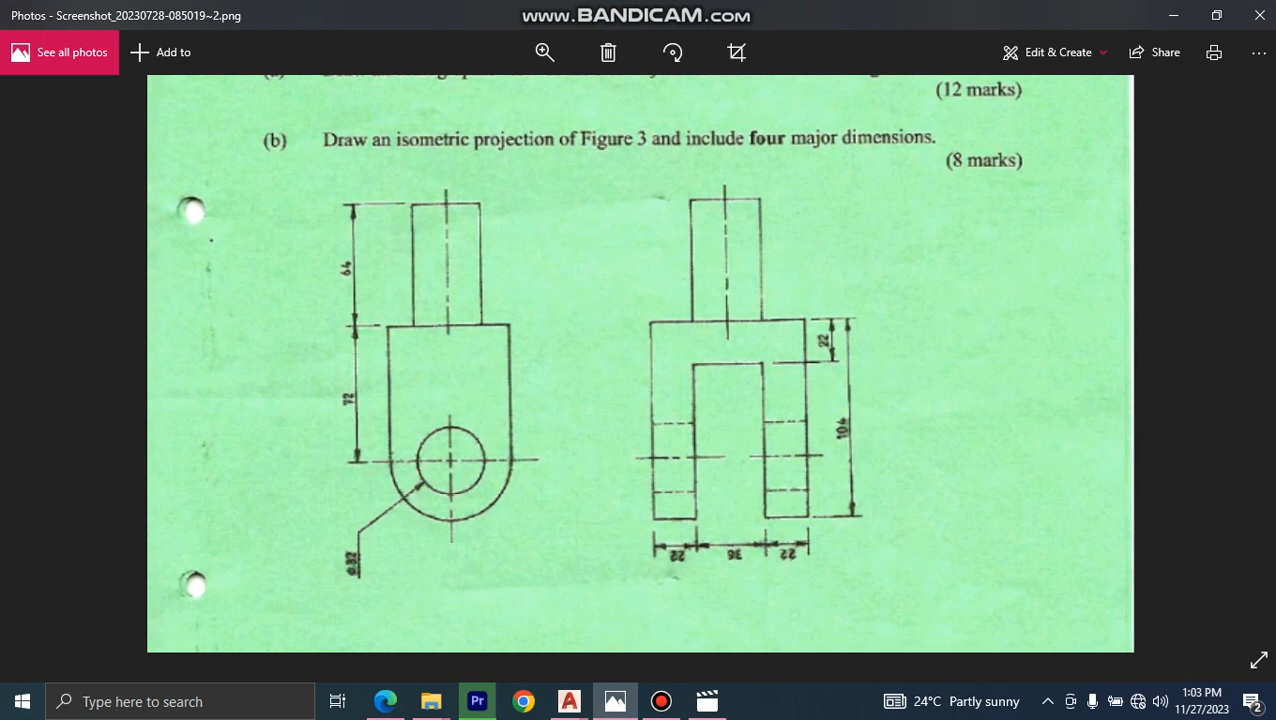 Photos - Screenshot_20230728-085019~2.png
WWW.BANDICAM.COM
See all photos
Add to
Edit & Create
Share
(12 marks)
(b) Draw an isometric projection of Figure 3 and include four major dimensions.
(8 marks)
64
72
ø32
22
104
22
36
22
Type here to search
Pr
A
24°C Partly sunny
1:03 PM
11/27/2023
2